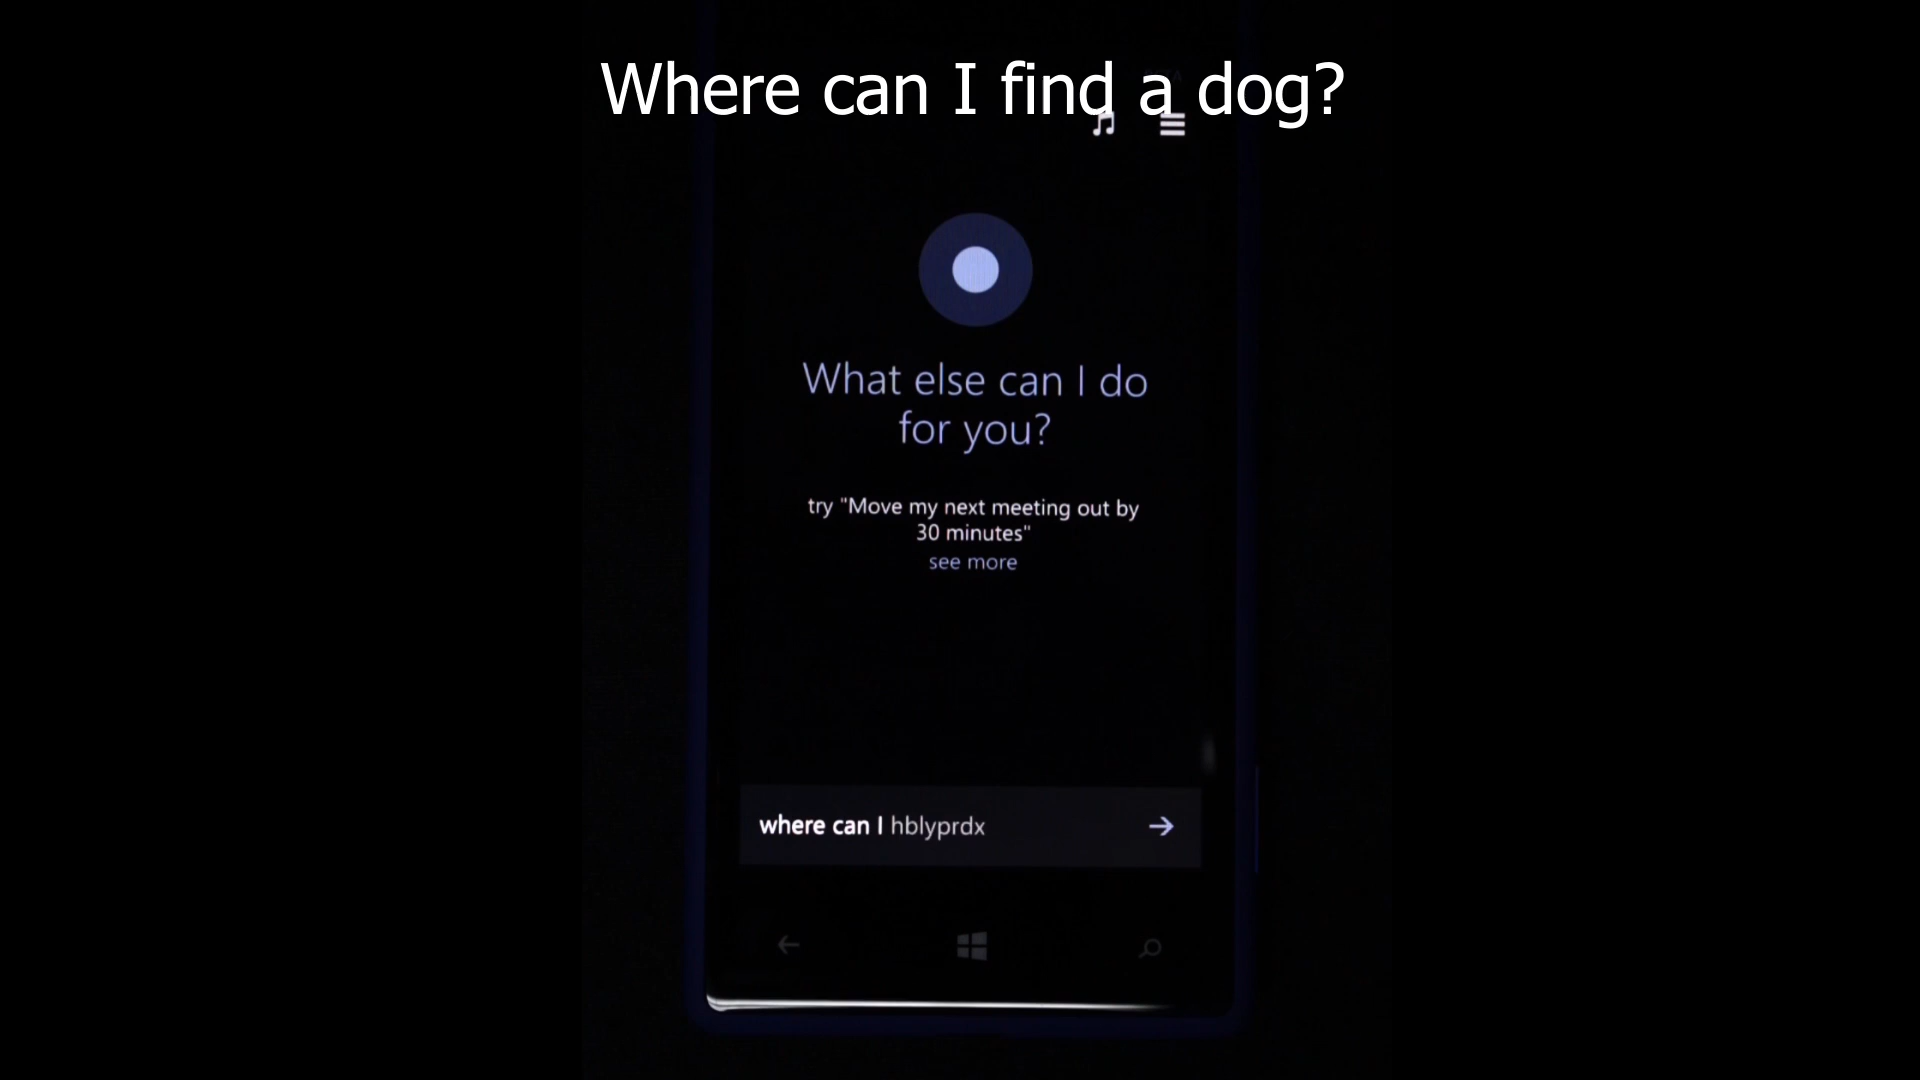 Where can I find a dog?
What else can I do
for you?
try "Move my next meeting out by
30 minutes"
see more
where can I hblyprdx